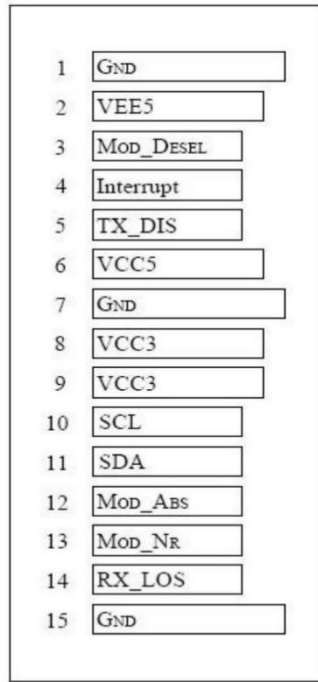 1 GND
2 VEE5
3 MOD_DESEL
4 Interrupt
5 TX_DIS
6 VCC5
7 GND
8 VCC3
9 VCC3
10 SCL
11 SDA
12 MOD_ABS
13 MOD_NR
14 RX_LOS
15 GND